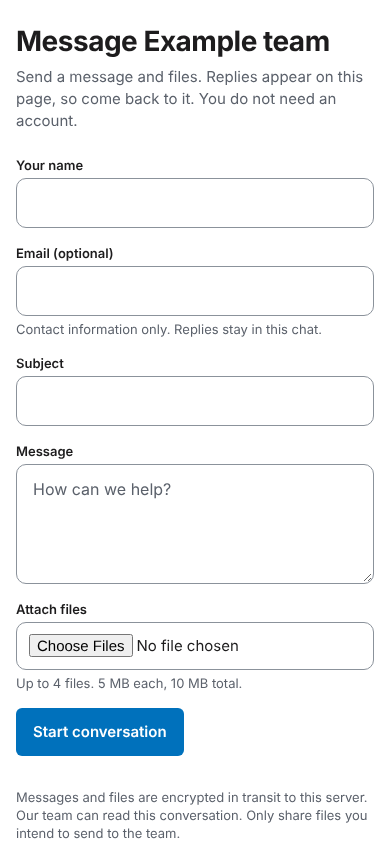 Message Example team
Send a message and files. Replies appear on this
page, so come back to it. You do not need an
account.
Your name
Email (optional)
Contact information only. Replies stay in this chat.
Subject
Message
How can we help?
Attach files
Choose Files No file chosen
Up to 4 files. 5 MB each, 10 MB total.
Start conversation
Messages and files are encrypted in transit to this server.
Our team can read this conversation. Only share files you
intend to send to the team.